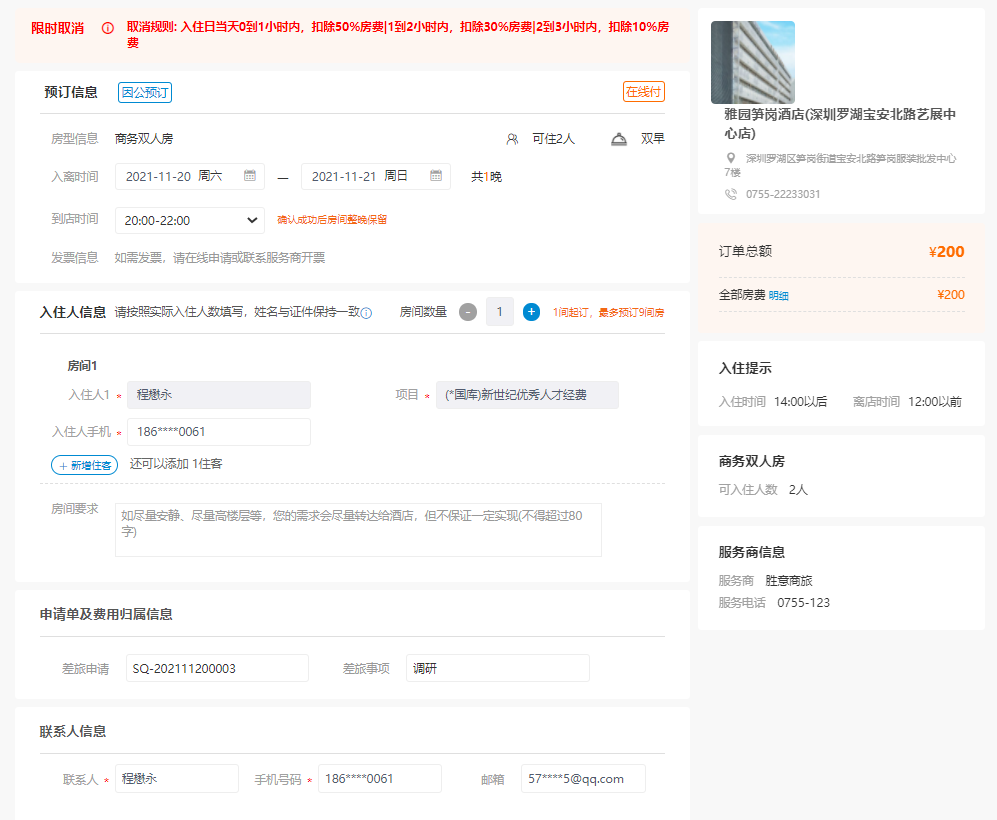 限时取消
取消规则: 入住日当天0到1小时内，扣除50%房费|1到2小时内，扣除30%房费|2到3小时内，扣除10%房
费
预订信息 因公预订 在线付
房型信息 商务双人房 可住2人 双早
入离时间 2021-11-20 周六 — 2021-11-21 周日 共1晚
到店时间 20:00-22:00 确认成功后房间整晚保留
发票信息 如需发票，请在线申请或联系服务商开票
入住人信息 请按照实际入住人数填写，姓名与证件保持一致 房间数量 - 1 + 1间起订，最多预订9间房
房间1
入住人1 * 程懋永 项目 * (*国库)新世纪优秀人才经费
入住人手机 * 186****0061
+ 新增住客 还可以添加 1住客
房间要求 如尽量安静、尽量高楼层等，您的需求会尽量转达给酒店，但不保证一定实现(不得超过80
字)
申请单及费用归属信息
差旅申请 SQ-202111200003 差旅事项 调研
联系人信息
联系人 * 程懋永 手机号码 * 186****0061 邮箱 57****5@qq.com
雅园笋岗酒店(深圳罗湖宝安北路艺展中
心店)
深圳罗湖区笋岗街道宝安北路笋岗服装批发中心
7楼
0755-22233031
订单总额 ¥200
全部房费 明细 ¥200
入住提示
入住时间 14:00以后 离店时间 12:00以前
商务双人房
可入住人数 2人
服务商信息
服务商 胜意商旅
服务电话 0755-123